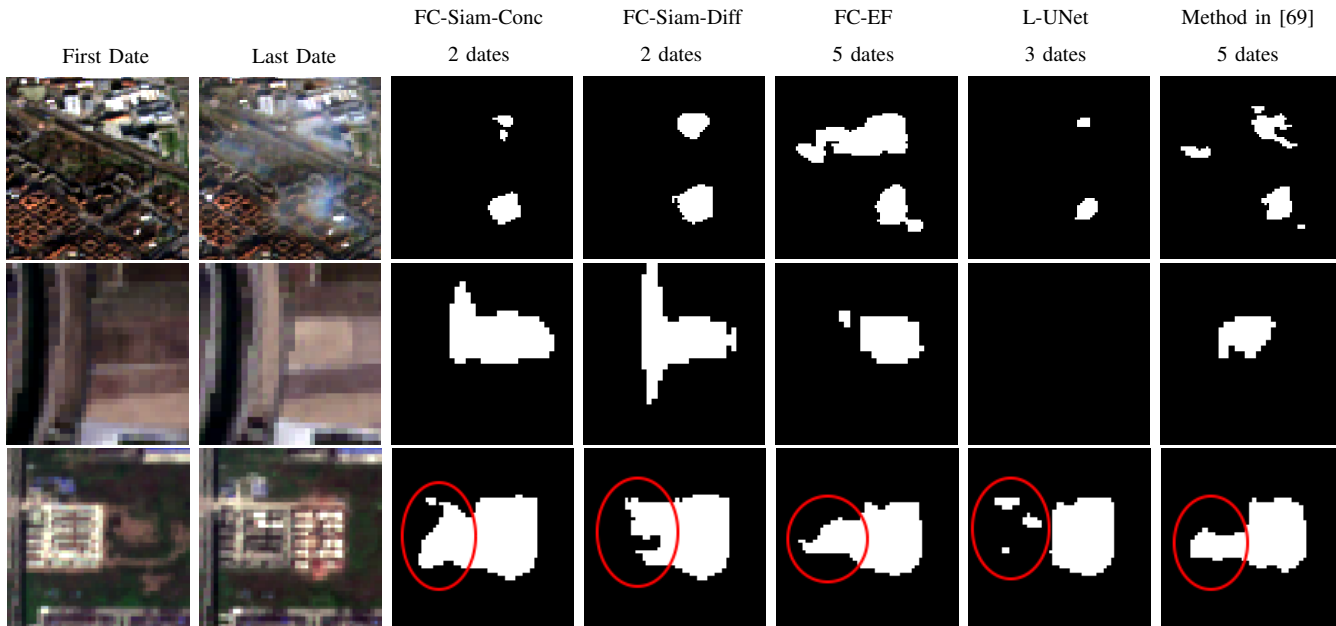 FC-Siam-Conc FC-Siam-Diff FC-EF L-UNet Method in [69]
First Date Last Date 2 dates 2 dates 5 dates 3 dates 5 dates